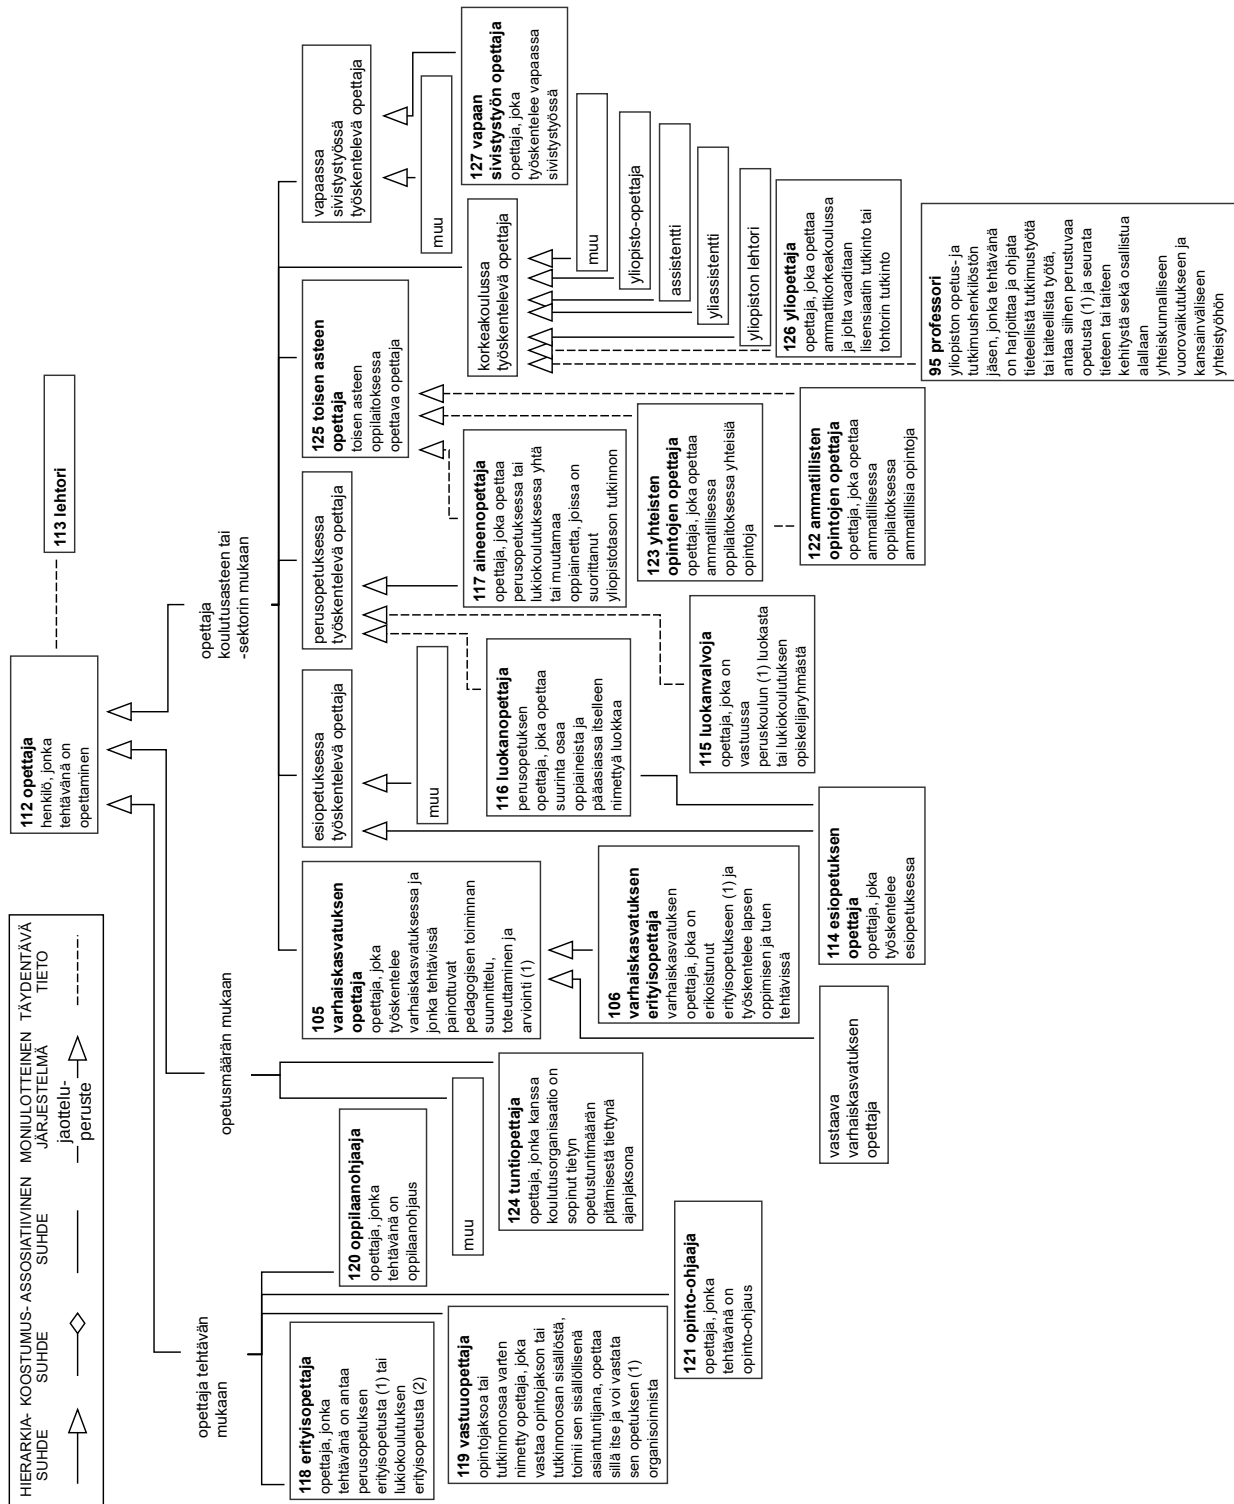 HIERARKIA- KOOSTUMUS- ASSOSIATIIVINEN MONIULOTTEINEN TÄYDENTÄVÄ
SUHDE SUHDE SUHDE JÄRJESTELMÄ TIETO
jaottelu-
peruste
112 opettaja
henkilö, jonka
tehtävänä on
opettaminen
113 lehtori
opettaja tehtävän
mukaan
opetusmäärän mukaan
opettaja
koulutusasteen tai
-sektorin mukaan
118 erityisopettaja
opettaja, jonka
tehtävänä on antaa
perusopetuksen
erityisopetusta (1) tai
lukiokoulutuksen
erityisopetusta (2)
119 vastuuopettaja
opintojaksoa tai
tutkinnonosaa varten
nimetty opettaja, joka
vastaa opintojakson tai
tutkinnonosan sisällöstä,
toimii sen sisällöllisenä
asiantuntijana, opettaa
sillä itse ja voi vastata
sen opetuksen (1)
organisoinnista
120 oppilaanohjaaja
opettaja, jonka
tehtävänä on
oppilaanohjaus
121 opinto-ohjaaja
opettaja, jonka
tehtävänä on
opinto-ohjaus
muu
124 tuntiopettaja
opettaja, jonka kanssa
koulutusorganisaatio on
sopinut tietyn
opetustuntimäärän
pitämisestä tiettynä
ajanjaksona
105
varhaiskasvatuksen
opettaja
opettaja, joka
työskentelee
varhaiskasvatuksessa ja
jonka tehtävissä
painottuvat
pedagogisen toiminnan
suunnittelu,
toteuttaminen ja
arviointi (1)
106
varhaiskasvatuksen
erityisopettaja
varhaiskasvatuksen
opettaja, joka on
erikoistunut
erityisopetukseen (1) ja
työskentelee lapsen
oppimisen ja tuen
tehtävissä
vastaava
varhaiskasvatuksen
opettaja
esiopetuksessa
työskentelevä opettaja
muu
114 esiopetuksen
opettaja
opettaja, joka
työskentelee
esiopetuksessa
perusopetuksessa
työskentelevä opettaja
116 luokanopettaja
perusopetuksen
opettaja, joka opettaa
suurinta osaa
oppiaineista ja
pääasiassa itselleen
nimettyä luokkaa
115 luokanvalvoja
opettaja, joka on
vastuussa
peruskoulun (1) luokasta
tai lukiokoulutuksen
opiskelijaryhmästä
117 aineenopettaja
opettaja, joka opettaa
perusopetuksessa tai
lukiokoulutuksessa yhtä
tai muutamaa
oppiainetta, joissa on
suorittanut
yliopistotason tutkinnon
125 toisen asteen
opettaja
toisen asteen
oppilaitoksessa
opettava opettaja
123 yhteisten
opintojen opettaja
opettaja, joka opettaa
ammatillisessa
oppilaitoksessa yhteisiä
opintoja
122 ammatillisten
opintojen opettaja
opettaja, joka opettaa
ammatillisessa
oppilaitoksessa
ammatillisia opintoja
korkeakoulussa
työskentelevä opettaja
muu
yliopisto-opettaja
assistentti
yliassistentti
yliopiston lehtori
126 yliopettaja
opettaja, joka opettaa
ammattikorkeakoulussa
ja jolta vaaditaan
lisensiaatin tutkinto tai
tohtorin tutkinto
95 professori
yliopiston opetus- ja
tutkimushenkilöstön
jäsen, jonka tehtävänä
on harjoittaa ja ohjata
tieteellistä tutkimustyötä
tai taiteellista työtä,
antaa siihen perustuvaa
opetusta (1) ja seurata
tieteen tai taiteen
kehitystä sekä osallistua
alallaan
yhteiskunnalliseen
vuorovaikutukseen ja
kansainväliseen
yhteistyöhön
vapaassa
sivistystyössä
työskentelevä opettaja
muu
127 vapaan
sivistystyön opettaja
opettaja, joka
työskentelee vapaassa
sivistystyössä